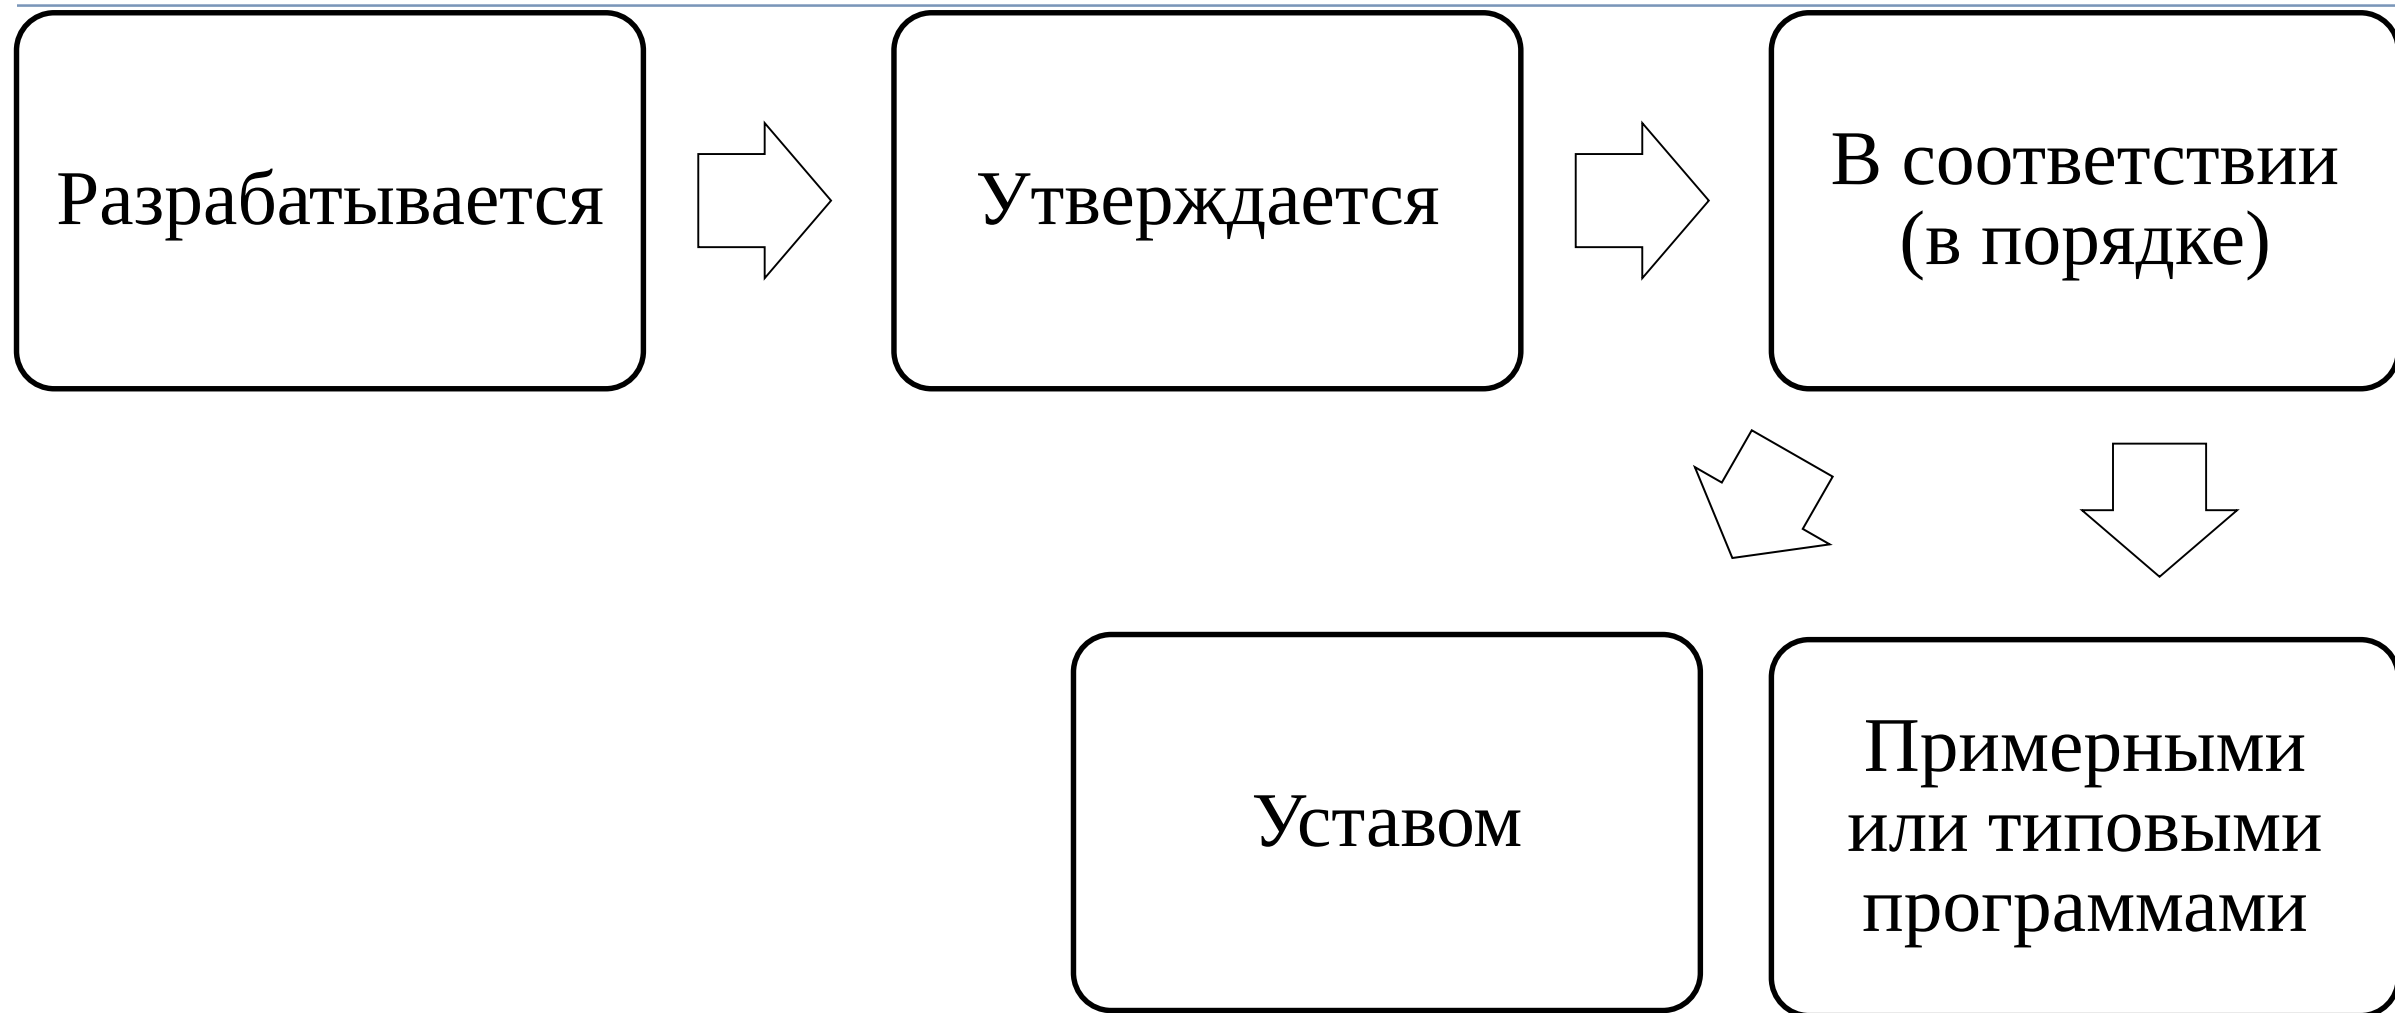 Разрабатывается
Утверждается
В соответствии
(в порядке)
Уставом
Примерными
или типовыми
программами